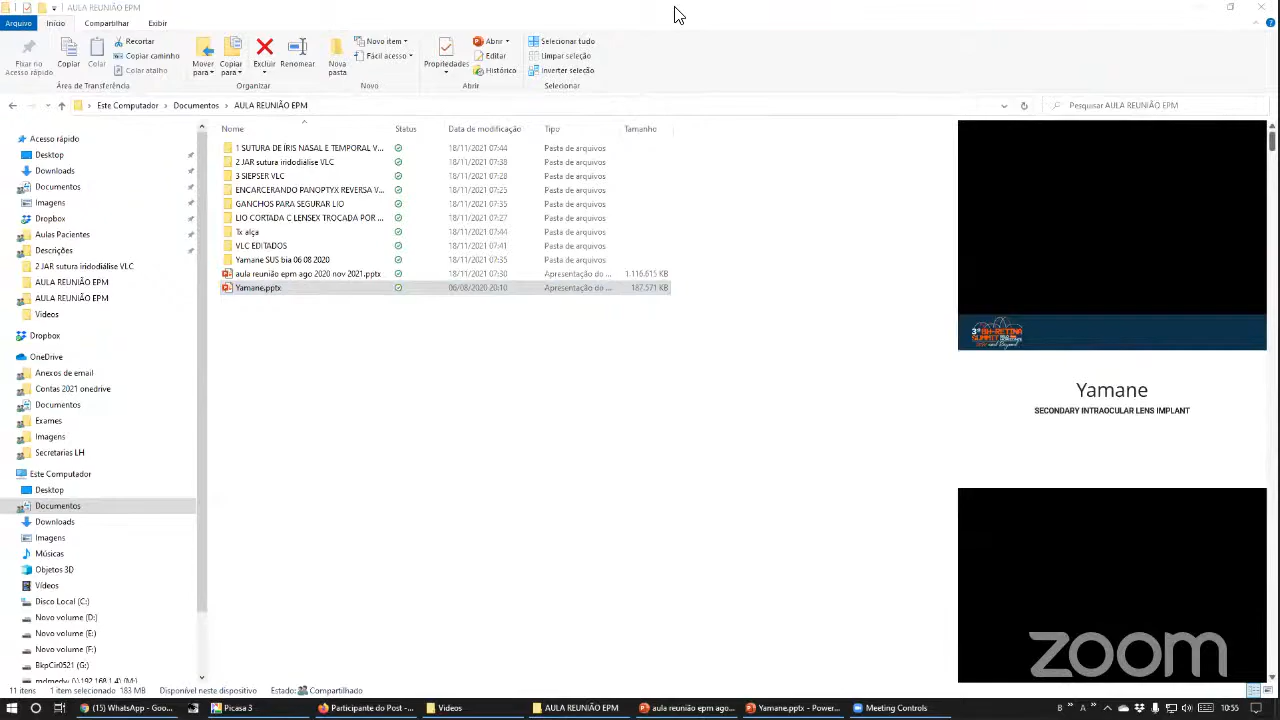 AULA REUNIÃO EPM
Arquivo Início Compartilhar Exibir
Fixar no Acesso rápido
Copiar
Colar
Recortar
Copiar caminho
Colar atalho
Mover para
Copiar para
Excluir
Renomear
Nova pasta
Novo item
Fácil acesso
Propriedades
Abrir
Editar
Histórico
Selecionar tudo
Limpar seleção
Inverter seleção
Área de Transferência Organizar Novo Abrir Selecionar
Este Computador Documentos AULA REUNIÃO EPM Pesquisar AULA REUNIÃO EPM
Nome Status Data de modificação Tipo Tamanho
1 SUTURA DE ÍRIS NASAL E TEMPORAL V... 18/11/2021 07:44 Pasta de arquivos
2 JAR sutura iridodiálise VLC 18/11/2021 07:38 Pasta de arquivos
3 SIEPSER VLC 18/11/2021 07:28 Pasta de arquivos
ENCARCERANDO PANOPTYX REVERSA V... 18/11/2021 07:25 Pasta de arquivos
GANCHOS PARA SEGURAR LIO 18/11/2021 07:35 Pasta de arquivos
LIO CORTADA C LENSEX TROCADA POR ... 18/11/2021 07:27 Pasta de arquivos
Tx alça 18/11/2021 07:44 Pasta de arquivos
VLC EDITADOS 18/11/2021 07:41 Pasta de arquivos
Yamane SUS bia 06 08 2020 18/11/2021 07:35 Pasta de arquivos
aula reunião epm ago 2020 nov 2021.pptx 18/11/2021 07:30 Apresentação do ... 1.116.615 KB
Yamane.pptx 06/08/2020 20:10 Apresentação do ... 187.571 KB
Acesso rápido
Desktop
Downloads
Documentos
Imagens
Dropbox
Aulas Pacientes
Descrições
2 JAR sutura iridodiálise VLC
AULA REUNIÃO EPM
AULA REUNIÃO EPM
Videos
Dropbox
OneDrive
Anexos de email
Contas 2021 onedrive
Documentos
Exames
Imagens
Secretarias LH
Este Computador
Desktop
Documentos
Downloads
Imagens
Músicas
Objetos 3D
Vídeos
Disco Local (C:)
Novo volume (D:)
Novo volume (E:)
Novo volume (F:)
BkpCir0521 (G:)
3º BH-RETINA
SUMMIT
and Beyond
Yamane
SECONDARY INTRAOCULAR LENS IMPLANT
zoom
11 itens 1 item selecionado 183 MB Disponível neste dispositivo Estado: Compartilhado
(15) WhatsApp - Goo... Picasa 3 Participante do Post -... Videos AULA REUNIÃO EPM aula reunião epm ago... Yamane.pptx - Power... Meeting Controls 10:55